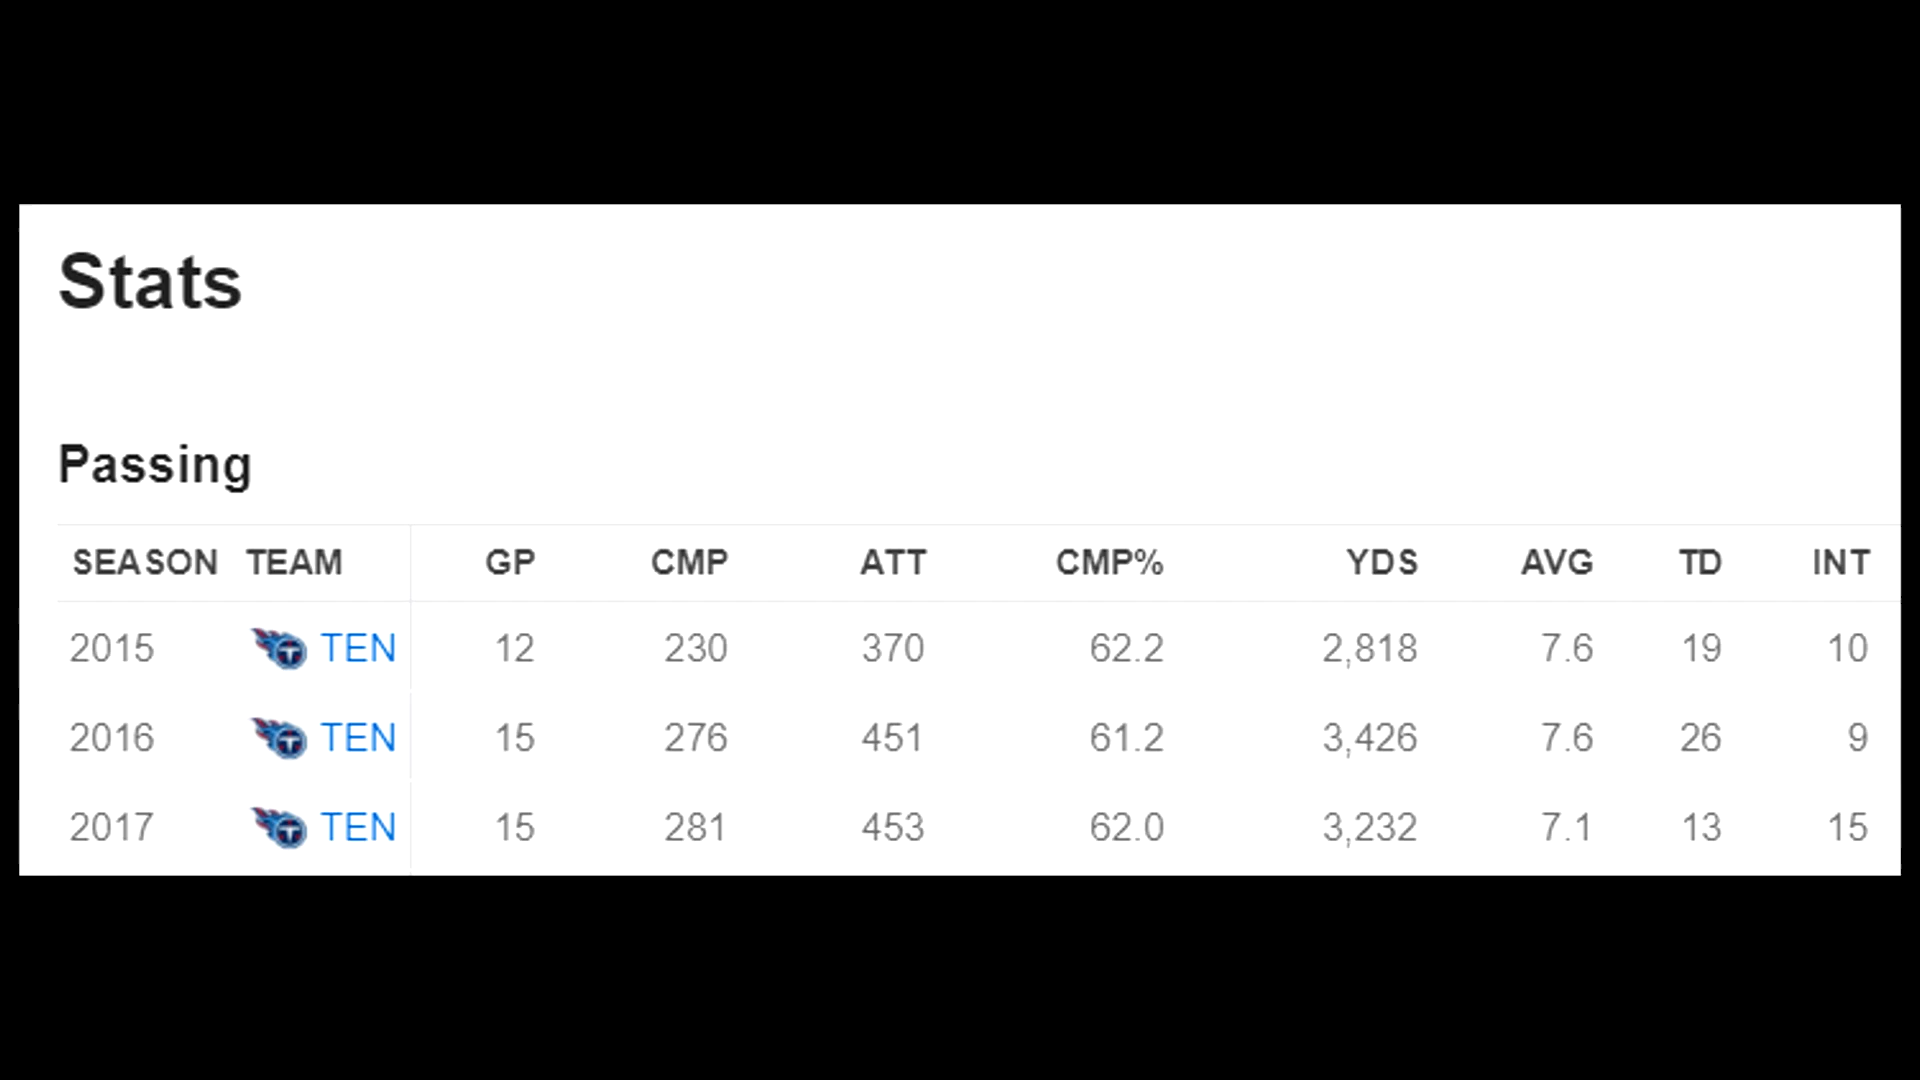 Stats
Passing
SEASON TEAM GP CMP ATT CMP% YDS AVG TD INT
2015 TEN 12 230 370 62.2 2,818 7.6 19 10
2016 TEN 15 276 451 61.2 3,426 7.6 26 9
2017 TEN 15 281 453 62.0 3,232 7.1 13 15